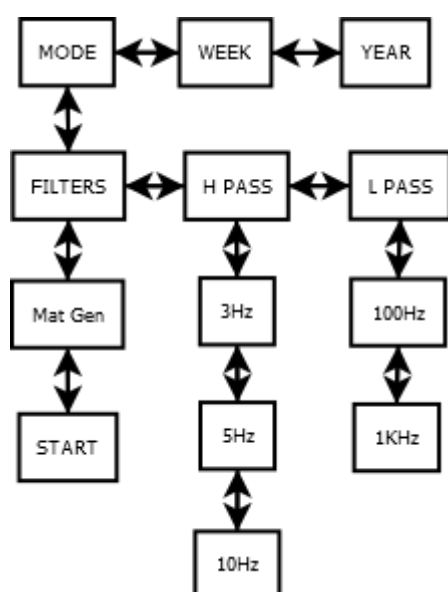 MODE
WEEK
YEAR
FILTERS
H PASS
L PASS
Mat Gen
3Hz
100Hz
START
5Hz
1KHz
10Hz